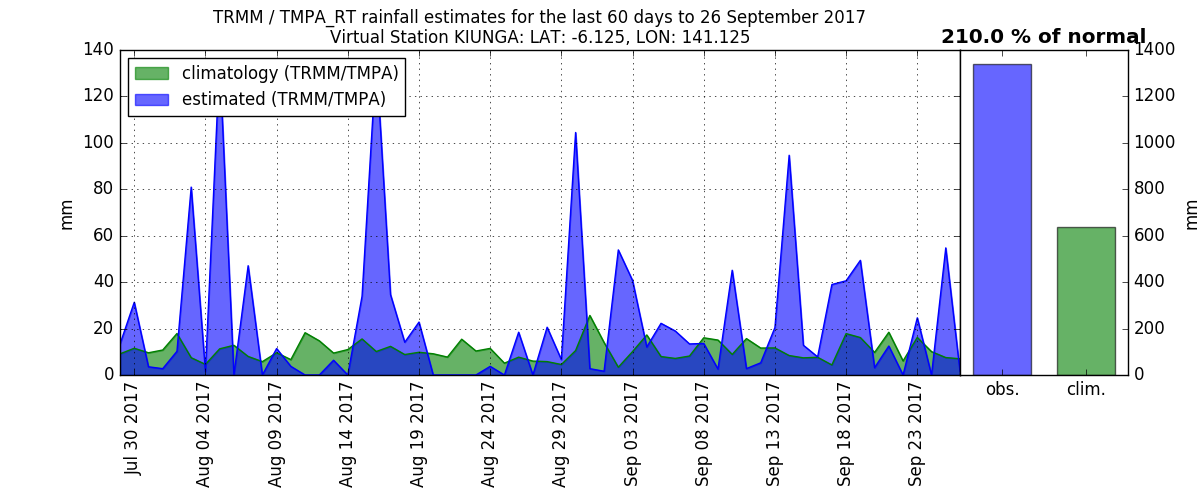 TRMM / TMPA_RT rainfall estimates for the last 60 days to 26 September 2017
Virtual Station KIUNGA: LAT: -6.125, LON: 141.125
210.0 % of normal
climatology (TRMM/TMPA)
estimated (TRMM/TMPA)
140
120
100
80
60
40
20
0
mm
Jul 30 2017
Aug 04 2017
Aug 09 2017
Aug 14 2017
Aug 19 2017
Aug 24 2017
Aug 29 2017
Sep 03 2017
Sep 08 2017
Sep 13 2017
Sep 18 2017
Sep 23 2017
1400
1200
1000
800
600
400
200
0
mm
obs.
clim.